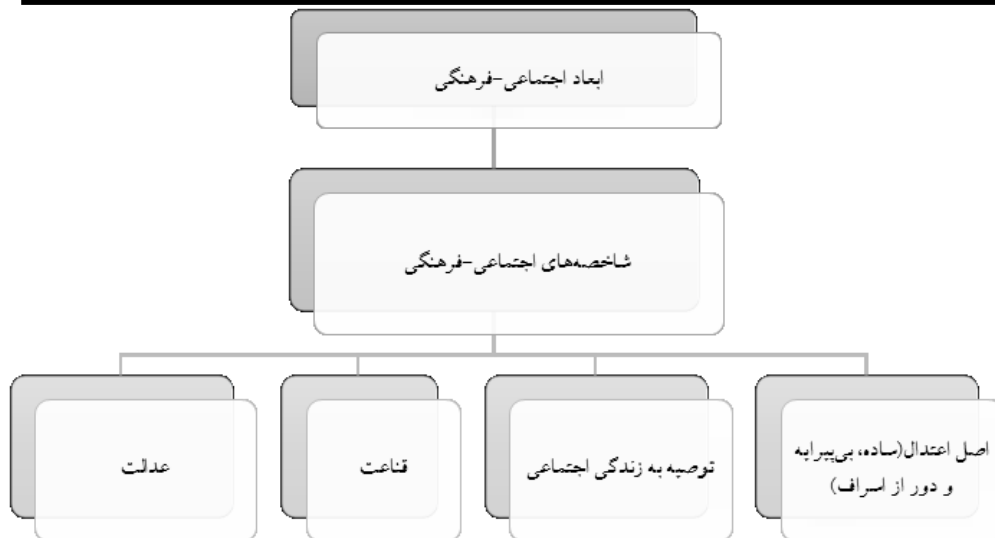 ابعاد اجتماعی-فرهنگی
شاخصه‌های اجتماعی-فرهنگی
اصل اعتدال(ساده، بی‌پیرایه
و دور از اسراف)
توصیه به زندگی اجتماعی
قناعت
عدالت